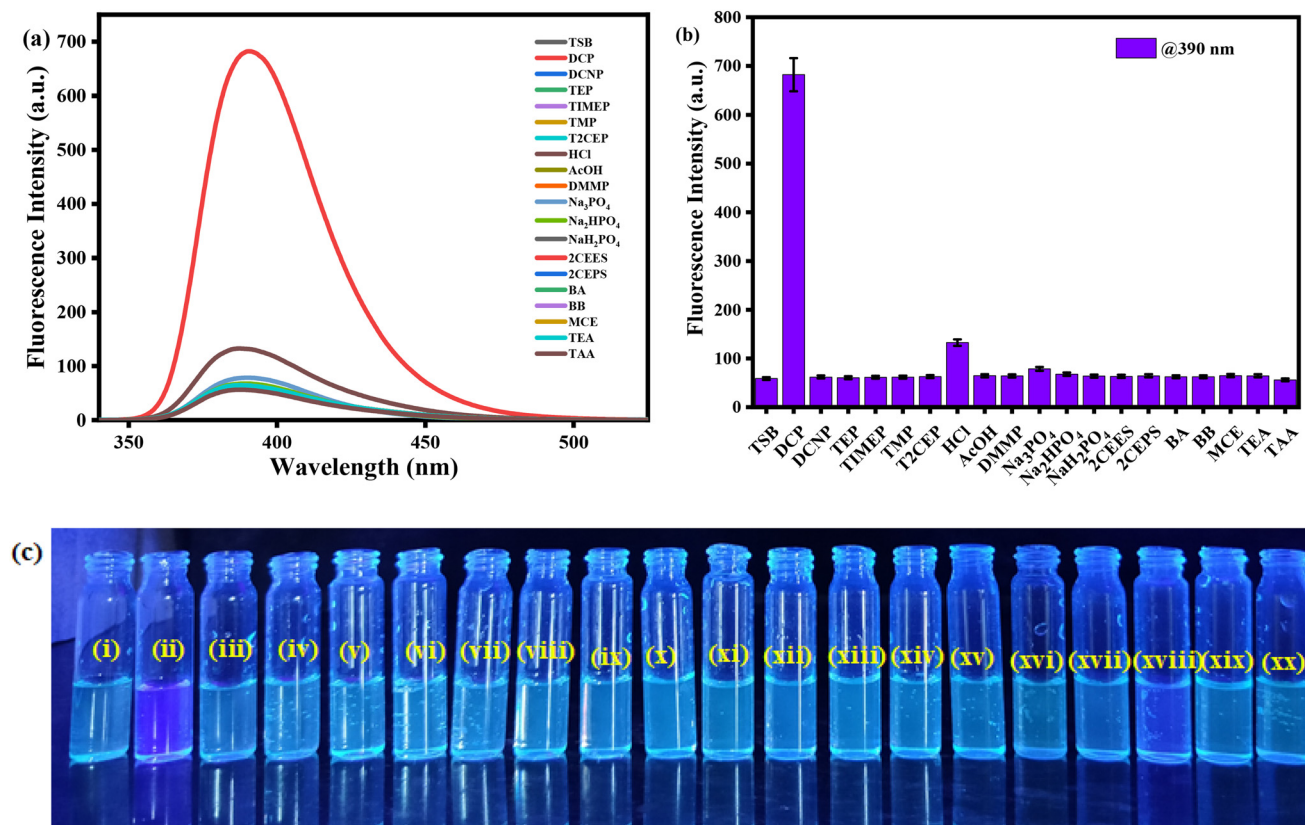 (a)
700
600
500
400
300
200
100
0
Fluorescence Intensity (a.u.)
350
400
450
500
Wavelength (nm)
TSB
DCP
DCNP
TEP
TIMEP
TMP
T2CEP
HCl
AcOH
DMMP
Na₃PO₄
Na₂HPO₄
NaH₂PO₄
2CEES
2CEPS
BA
BB
MCE
TEA
TAA
(b)
800
700
600
500
400
300
200
100
0
Fluorescence Intensity (a.u.)
@390 nm
TSB
DCP
DCNP
TEP
TIMEP
TMP
T2CEP
HCl
AcOH
DMMP
Na₃PO₄
Na₂HPO₄
NaH₂PO₄
2CEES
2CEPS
BA
BB
MCE
TEA
TAA
(c)
(i) (ii) (iii) (iv) (v) (vi) (vii) (viii) (ix) (x) (xi) (xii) (xiii) (xiv) (xv) (xvi) (xvii) (xviii) (xix) (xx)